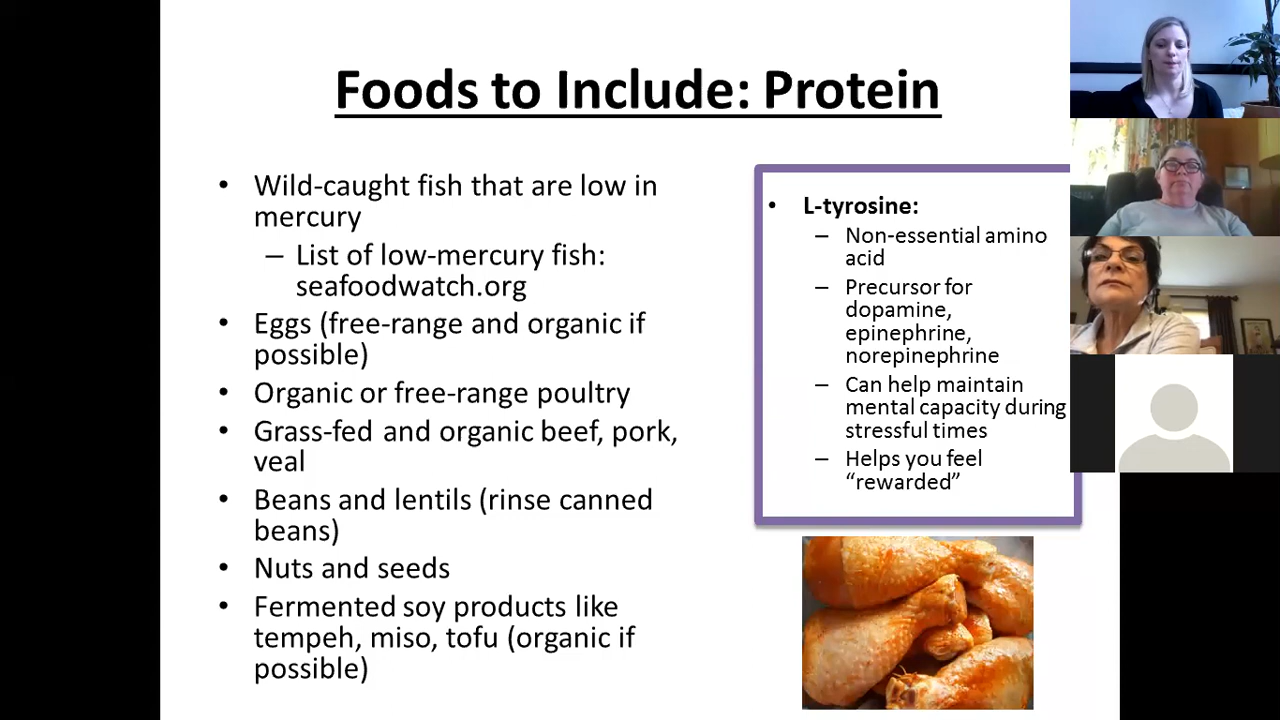 Foods to Include: Protein
• Wild-caught fish that are low in
mercury
– List of low-mercury fish:
seafoodwatch.org
• Eggs (free-range and organic if
possible)
• Organic or free-range poultry
• Grass-fed and organic beef, pork,
veal
• Beans and lentils (rinse canned
beans)
• Nuts and seeds
• Fermented soy products like
tempeh, miso, tofu (organic if
possible)
• L-tyrosine:
– Non-essential amino
acid
– Precursor for
dopamine,
epinephrine,
norepinephrine
– Can help maintain
mental capacity during
stressful times
– Helps you feel
“rewarded”